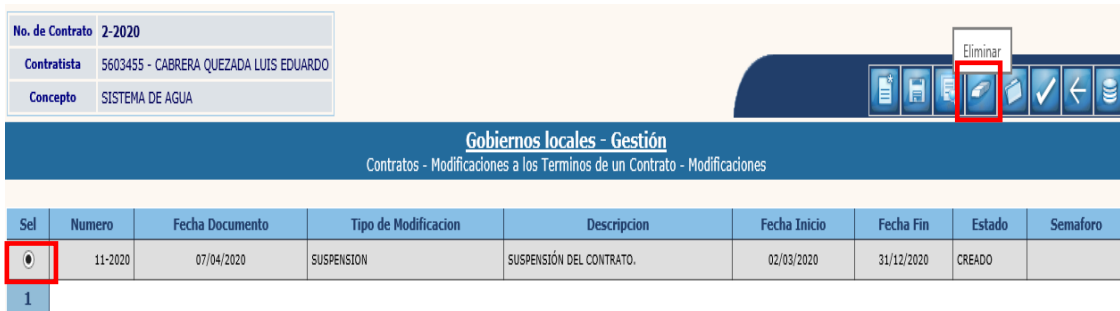 No. de Contrato 2-2020
Contratista 5603455 - CABRERA QUEZADA LUIS EDUARDO
Concepto SISTEMA DE AGUA
Eliminar
Gobiernos locales - Gestión
Contratos - Modificaciones a los Terminos de un Contrato - Modificaciones
Sel Numero Fecha Documento Tipo de Modificacion Descripcion Fecha Inicio Fecha Fin Estado Semaforo
11-2020 07/04/2020 SUSPENSION SUSPENSIÓN DEL CONTRATO. 02/03/2020 31/12/2020 CREADO
1